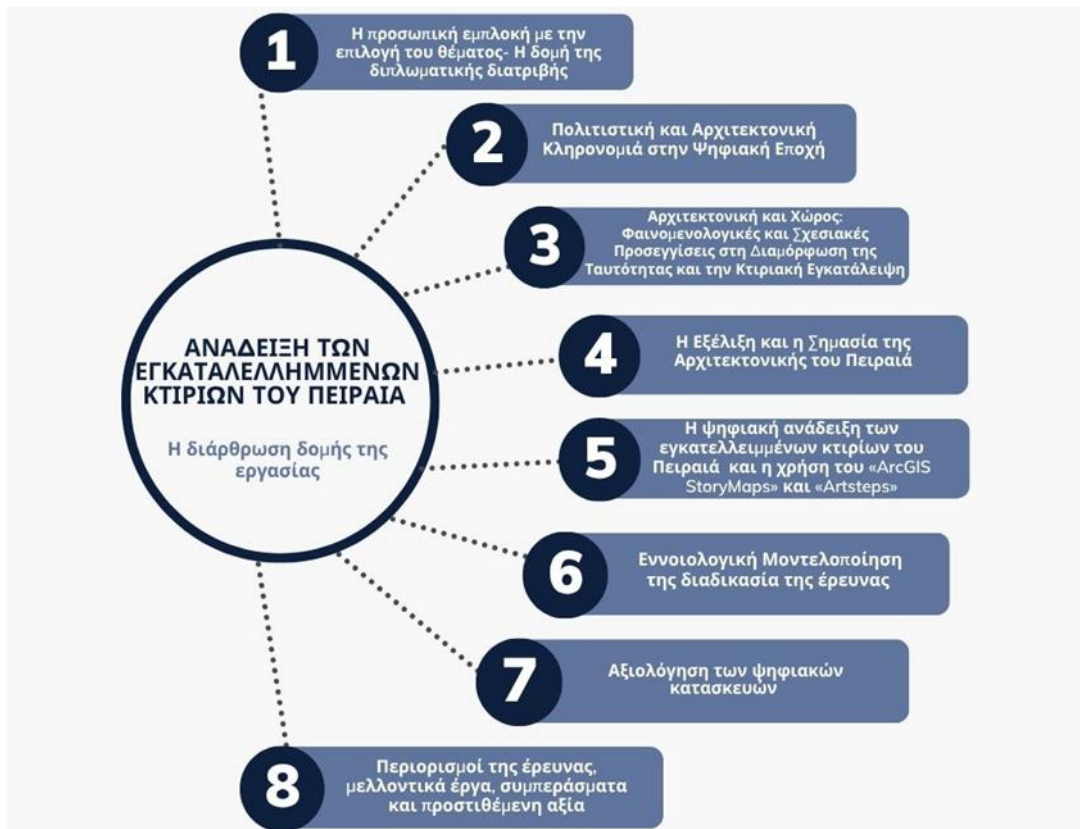 1
Η προσωπική εμπλοκή με την
επιλογή του θέματος- Η δομή της
διπλωματικής διατριβής
2
Πολιτιστική και Αρχιτεκτονική
Κληρονομιά στην Ψηφιακή Εποχή
3
Αρχιτεκτονική και Χώρος:
Φαινομενολογικές και Σχεσιακές
Προσεγγίσεις στη Διαμόρφωση της
Ταυτότητας και την Κτιριακή Εγκατάλειψη
ΑΝΑΔΕΙΞΗ ΤΩΝ
ΕΓΚΑΤΑΛΕΛΛΗΜΜΕΝΩΝ
ΚΤΙΡΙΩΝ ΤΟΥ ΠΕΙΡΑΙΑ
Η διάρθρωση δομής της
εργασίας
4
Η Εξέλιξη και η Σημασία της
Αρχιτεκτονικής του Πειραιά
5
Η ψηφιακή ανάδειξη των
εγκατελλειμμένων κτιρίων του
Πειραιά και η χρήση του «ArcGIS
StoryMaps» και «Artsteps»
6
Εννοιολογική Μοντελοποίηση
της διαδικασία της έρευνας
7
Αξιολόγηση των ψηφιακών
κατασκευών
8
Περιορισμοί της έρευνας,
μελλοντικά έργα, συμπεράσματα
και προστιθέμενη αξία